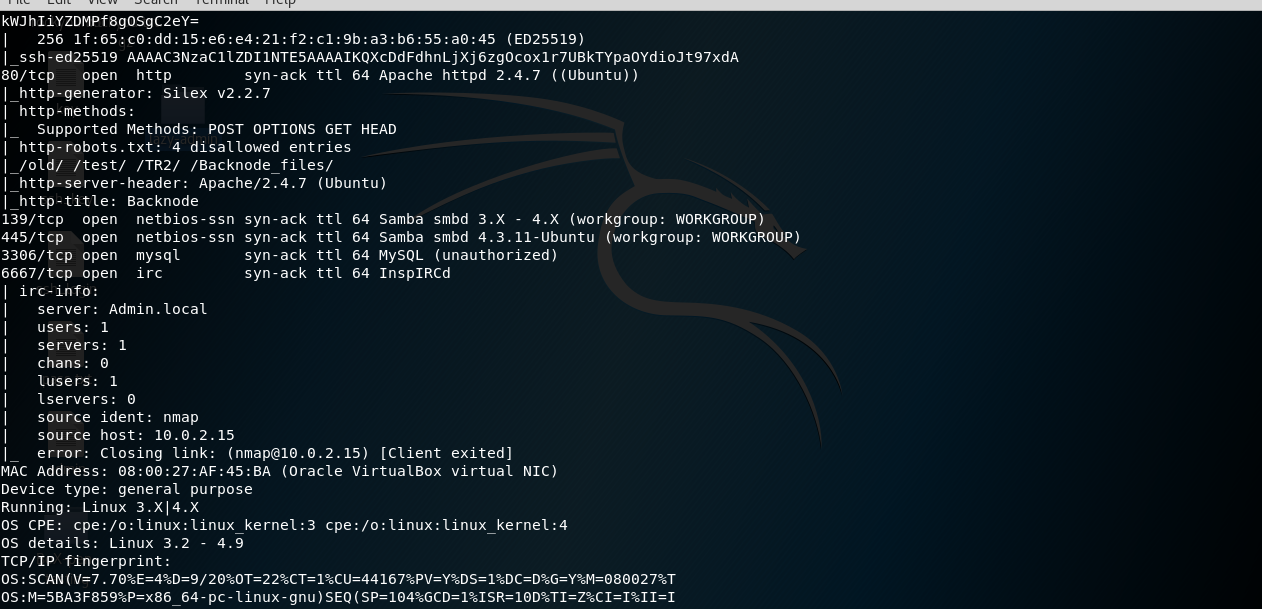 File Edit View Search Terminal Help
kWJhIiYZDMPf8gOSgC2eY=
|   256 1f:65:c0:dd:15:e6:e4:21:f2:c1:9b:a3:b6:55:a0:45 (ED25519)
|_ssh-ed25519 AAAAC3NzaC1lZDI1NTE5AAAAIKQXcDdFdhnLjXj6zgOcox1r7UBkTYpaOYdioJt97xdA
80/tcp   open  http        syn-ack ttl 64 Apache httpd 2.4.7 ((Ubuntu))
|_http-generator: Silex v2.2.7
| http-methods:
|_  Supported Methods: POST OPTIONS GET HEAD
| http-robots.txt: 4 disallowed entries
|_/old/ /test/ /TR2/ /Backnode_files/
|_http-server-header: Apache/2.4.7 (Ubuntu)
|_http-title: Backnode
139/tcp  open  netbios-ssn syn-ack ttl 64 Samba smbd 3.X - 4.X (workgroup: WORKGROUP)
445/tcp  open  netbios-ssn syn-ack ttl 64 Samba smbd 4.3.11-Ubuntu (workgroup: WORKGROUP)
3306/tcp open  mysql       syn-ack ttl 64 MySQL (unauthorized)
6667/tcp open  irc         syn-ack ttl 64 InspIRCd
| irc-info:
|   server: Admin.local
|   users: 1
|   servers: 1
|   chans: 0
|   lusers: 1
|   lservers: 0
|   source ident: nmap
|   source host: 10.0.2.15
|_  error: Closing link: (nmap@10.0.2.15) [Client exited]
MAC Address: 08:00:27:AF:45:BA (Oracle VirtualBox virtual NIC)
Device type: general purpose
Running: Linux 3.X|4.X
OS CPE: cpe:/o:linux:linux_kernel:3 cpe:/o:linux:linux_kernel:4
OS details: Linux 3.2 - 4.9
TCP/IP fingerprint:
OS:SCAN(V=7.70%E=4%D=9/20%OT=22%CT=1%CU=44167%PV=Y%DS=1%DC=D%G=Y%M=080027%T
OS:M=5BA3F859%P=x86_64-pc-linux-gnu)SEQ(SP=104%GCD=1%ISR=10D%TI=Z%CI=I%II=I